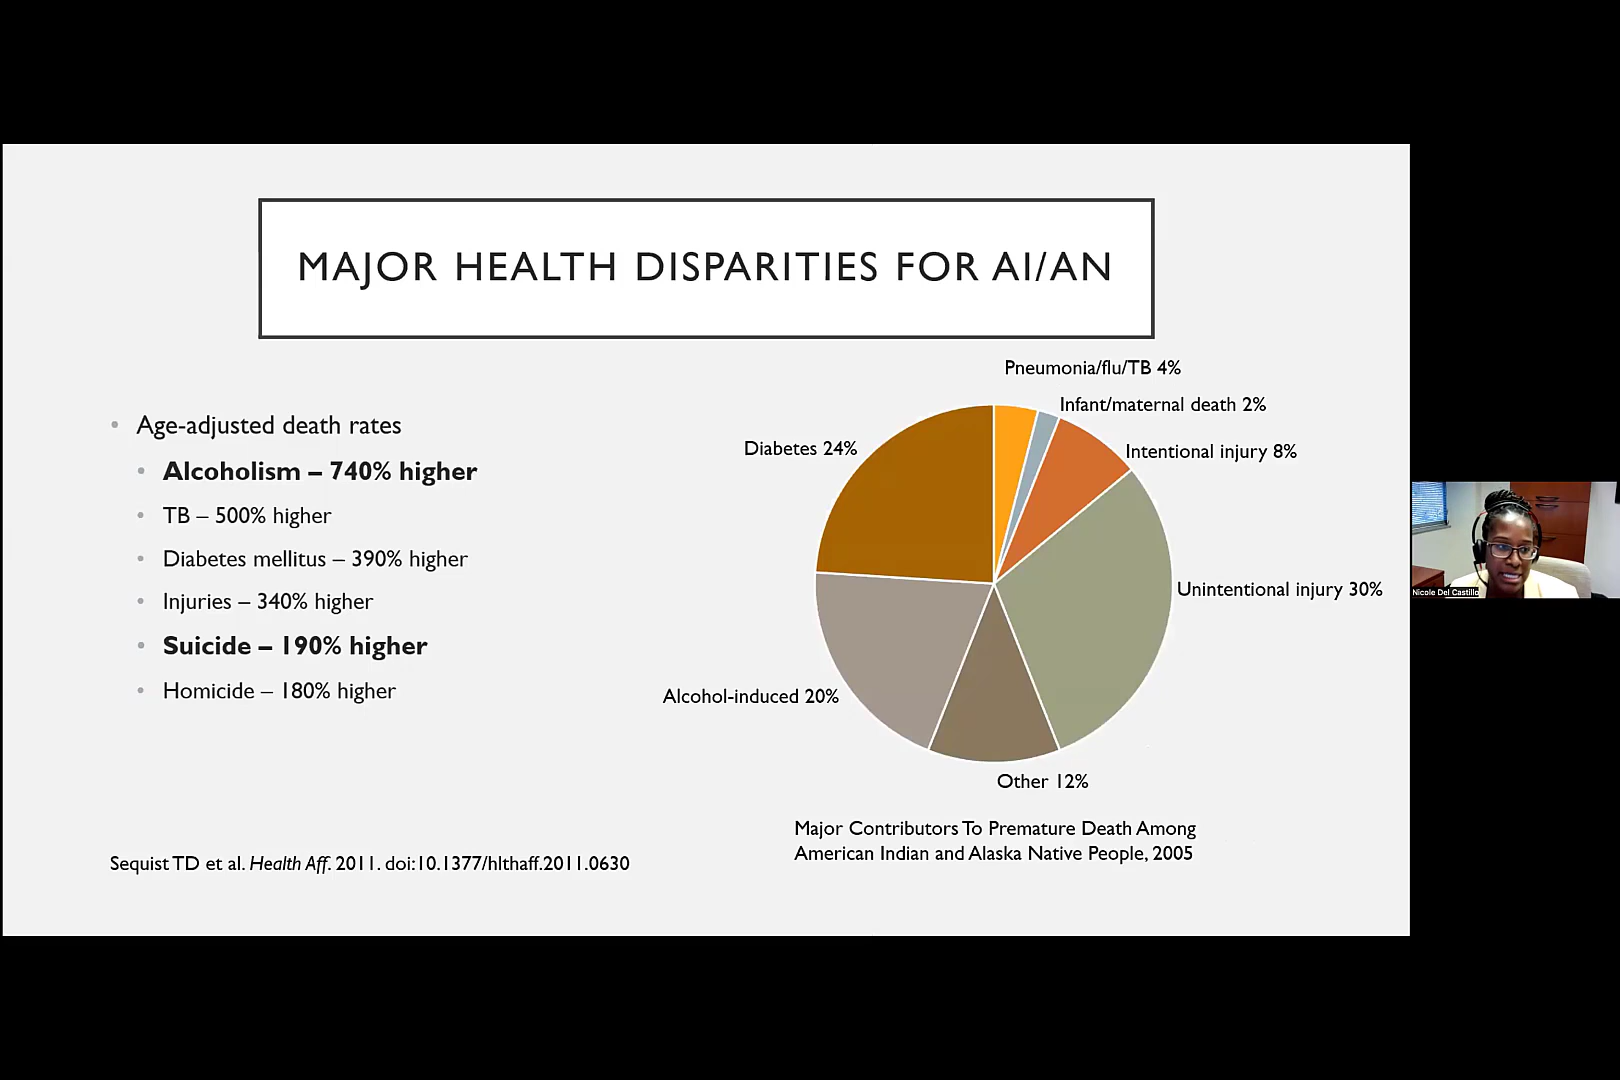 MAJOR HEALTH DISPARITIES FOR AI/AN
Age-adjusted death rates
Alcoholism – 740% higher
TB – 500% higher
Diabetes mellitus – 390% higher
Injuries – 340% higher
Suicide – 190% higher
Homicide – 180% higher
Sequist TD et al. Health Aff. 2011. doi:10.1377/hlthaff.2011.0630
Pneumonia/flu/TB 4%
Infant/maternal death 2%
Intentional injury 8%
Diabetes 24%
Unintentional injury 30%
Alcohol-induced 20%
Other 12%
Major Contributors To Premature Death Among
American Indian and Alaska Native People, 2005
Nicole Del Castillo